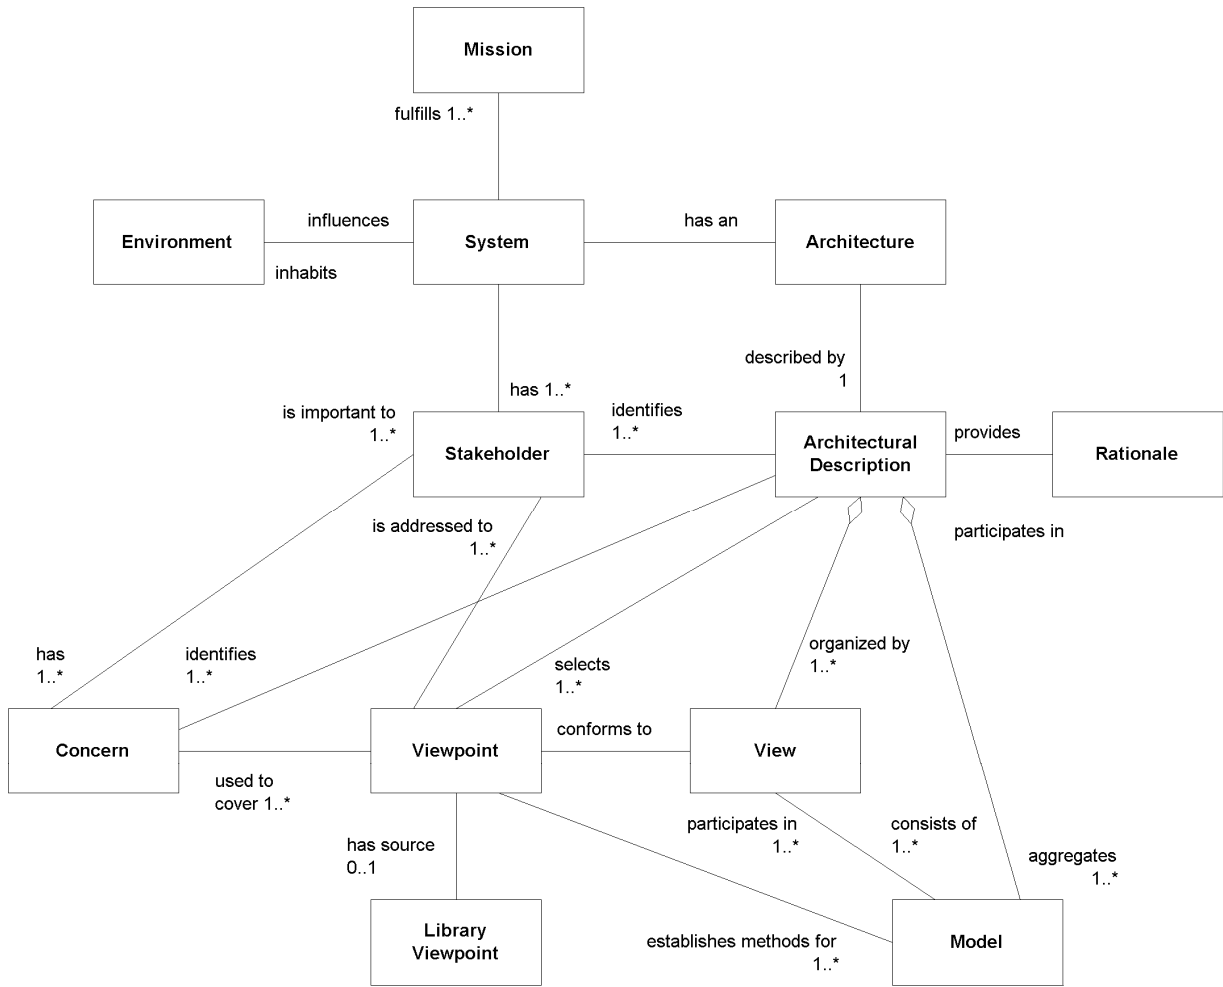 Mission
fulfills 1..*
influences
has an
Environment
System
Architecture
inhabits
described by
1
has 1..*
is important to
1..*
identifies
1..*
Stakeholder
Architectural
Description
provides
Rationale
is addressed to
1..*
participates in
has
1..*
identifies
1..*
selects
1..*
organized by
1..*
Concern
Viewpoint
conforms to
View
used to
cover 1..*
has source
0..1
participates in
1..*
consists of
1..*
aggregates
1..*
Library
Viewpoint
establishes methods for
1..*
Model